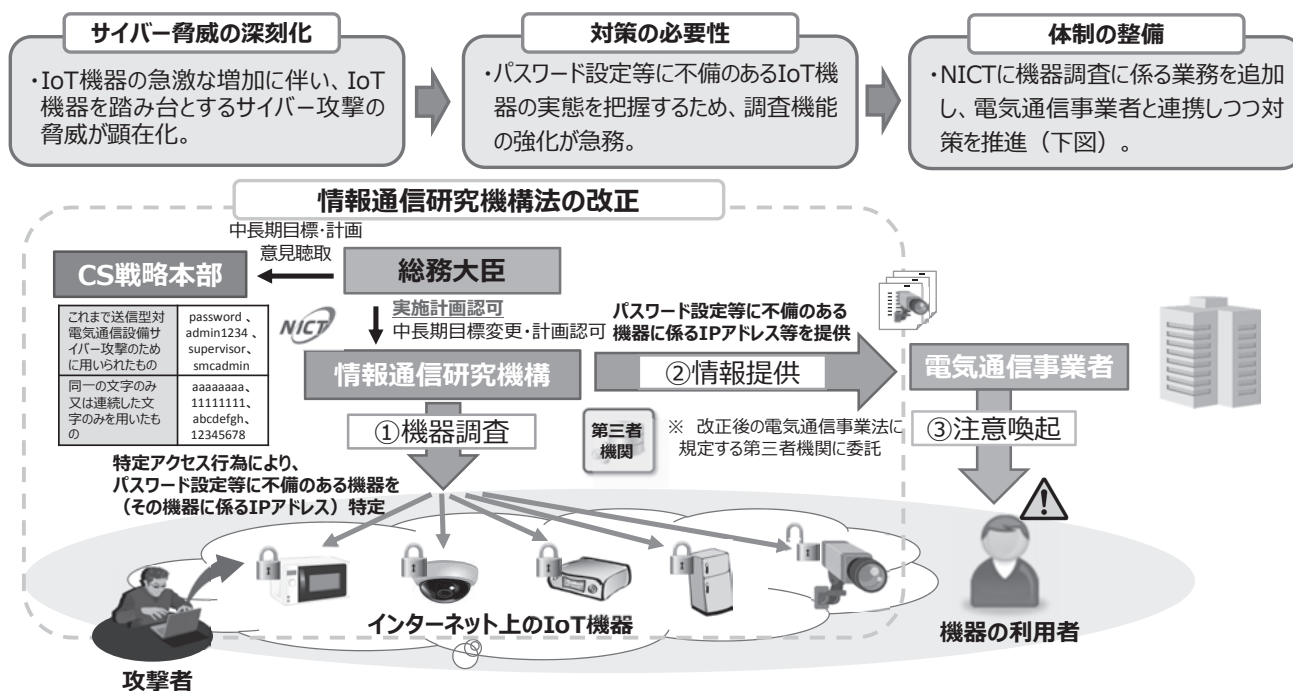 サイバー脅威の深刻化
・IoT機器の急激な増加に伴い、IoT
機器を踏み台とするサイバー攻撃の
脅威が顕在化。
対策の必要性
・パスワード設定等に不備のあるIoT機
器の実態を把握するため、調査機能
の強化が急務。
体制の整備
・NICTに機器調査に係る業務を追加
し、電気通信事業者と連携しつつ対
策を推進（下図）。
情報通信研究機構法の改正
中長期目標・計画
意見聴取
CS戦略本部
総務大臣
実施計画認可
中長期目標変更・計画認可
これまで送信型対
電気通信設備サ
イバー攻撃のため
に用いられたもの
password 、
admin1234 、
supervisor、
smcadmin
同一の文字のみ
又は連続した文
字のみを用いたも
の
aaaaaaaa、
11111111、
abcdefgh、
12345678
NICT
情報通信研究機構
パスワード設定等に不備のある
機器に係るIPアドレス等を提供
②情報提供
電気通信事業者
①機器調査
第三者
機関
※ 改正後の電気通信事業法に
規定する第三者機関に委託
③注意喚起
特定アクセス行為により、
パスワード設定等に不備のある機器を
（その機器に係るIPアドレス）特定
インターネット上のIoT機器
機器の利用者
攻撃者